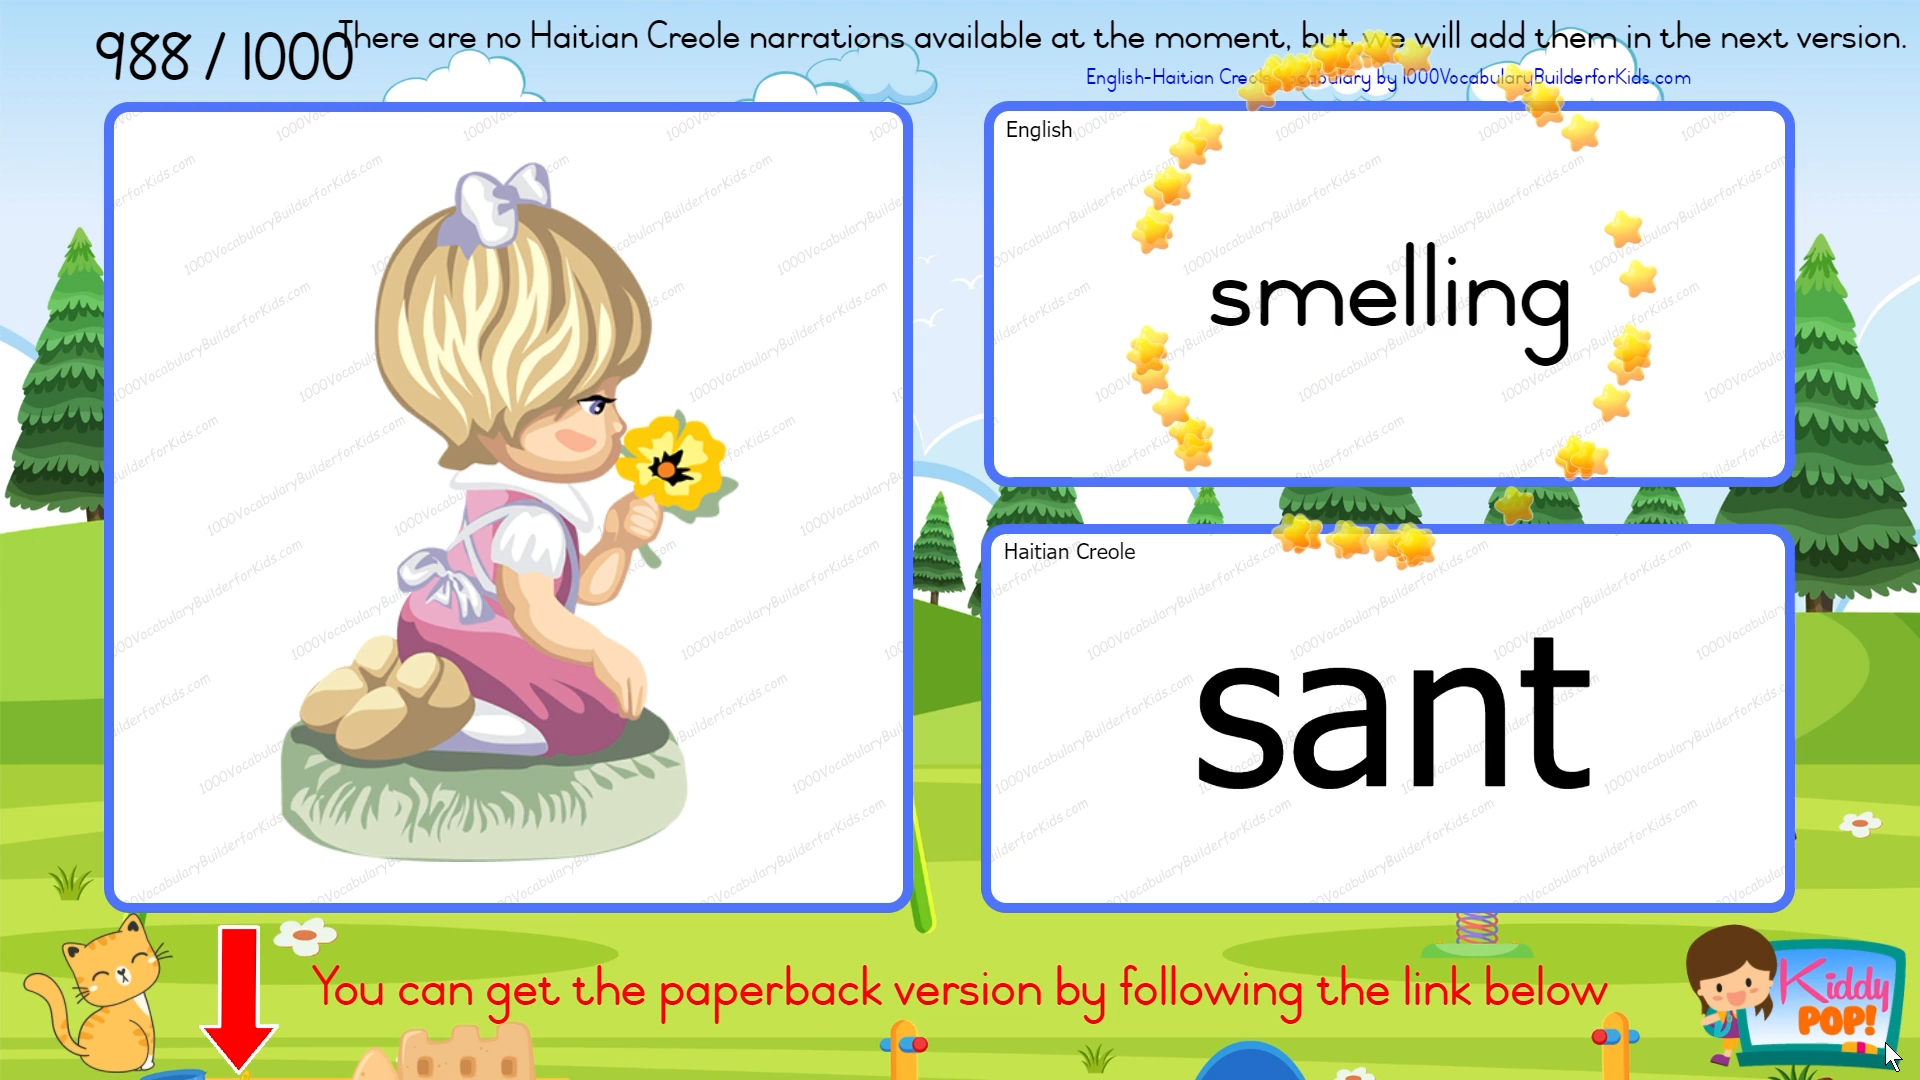 988 / 1000
There are no Haitian Creole narrations available at the moment, but we will add them in the next version.
English-Haitian Creole Vocabulary by 1000VocabularyBuilderforKids.com
English
smelling
Haitian Creole
sant
You can get the paperback version by following the link below
Kiddy
POP!
1000VocabularyBuilderforKids.com